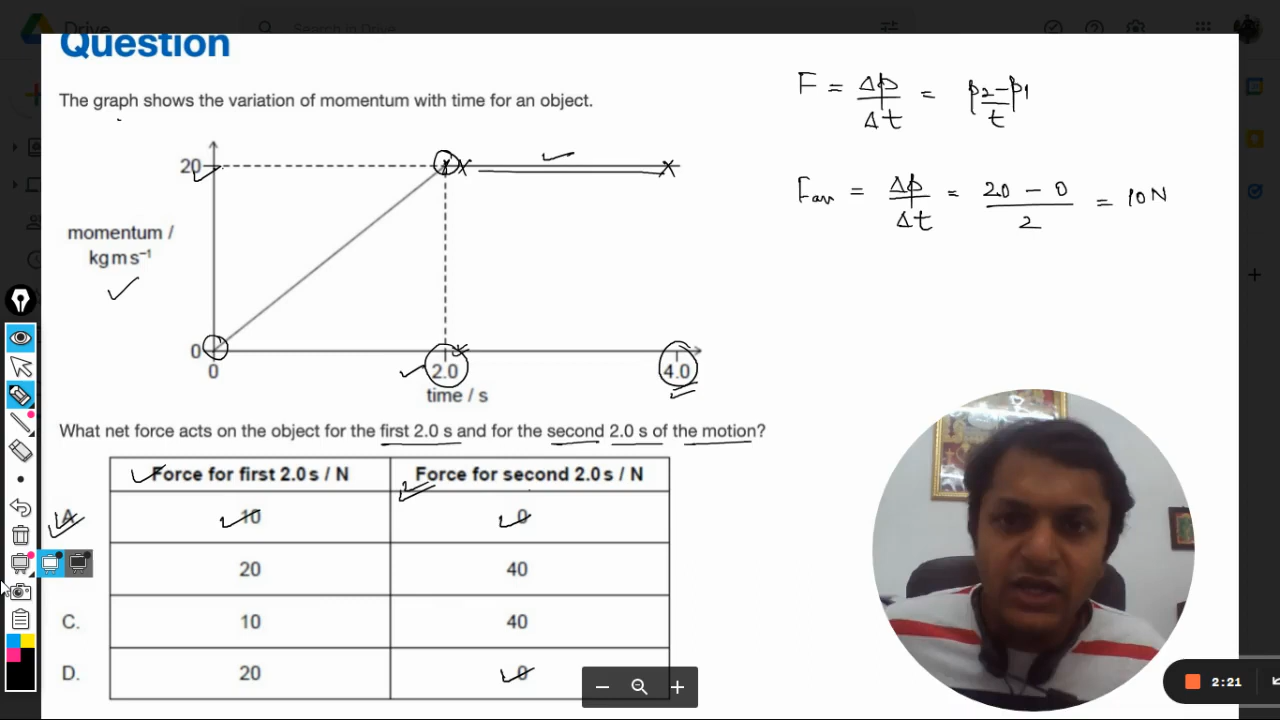 Drive
Search in Drive
Question
The graph shows the variation of momentum with time for an object.
20
momentum /
kg m s⁻¹
0
0
2.0
4.0
time / s
F = Δp/Δt = p2-p1/t
Fav = Δp/Δt = 20 - 0/2 = 10 N
What net force acts on the object for the first 2.0 s and for the second 2.0 s of the motion?
Force for first 2.0 s / N Force for second 2.0 s / N
A 10 0
20 40
C. 10 40
D. 20 0
2:21